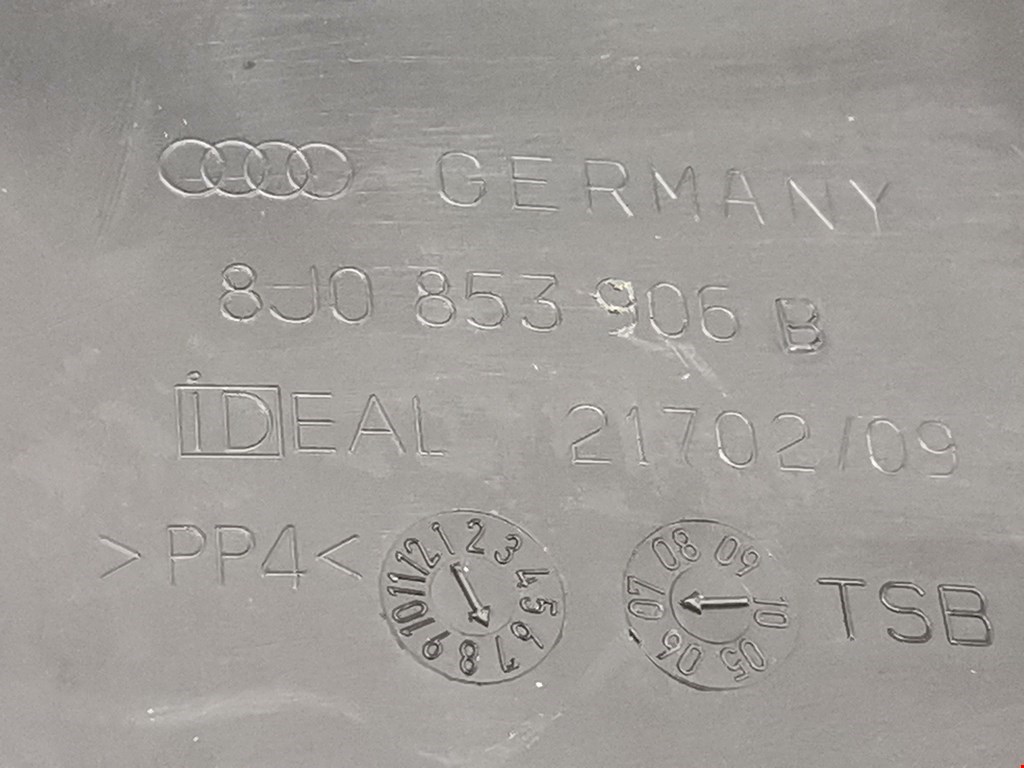 GERMANY
8J0 853 906 B
iDEAL 21702/09
>PP4<
1 2 3 4 5 6 7 8 9 10 11 12
05 06 07 08 09 10
TSB